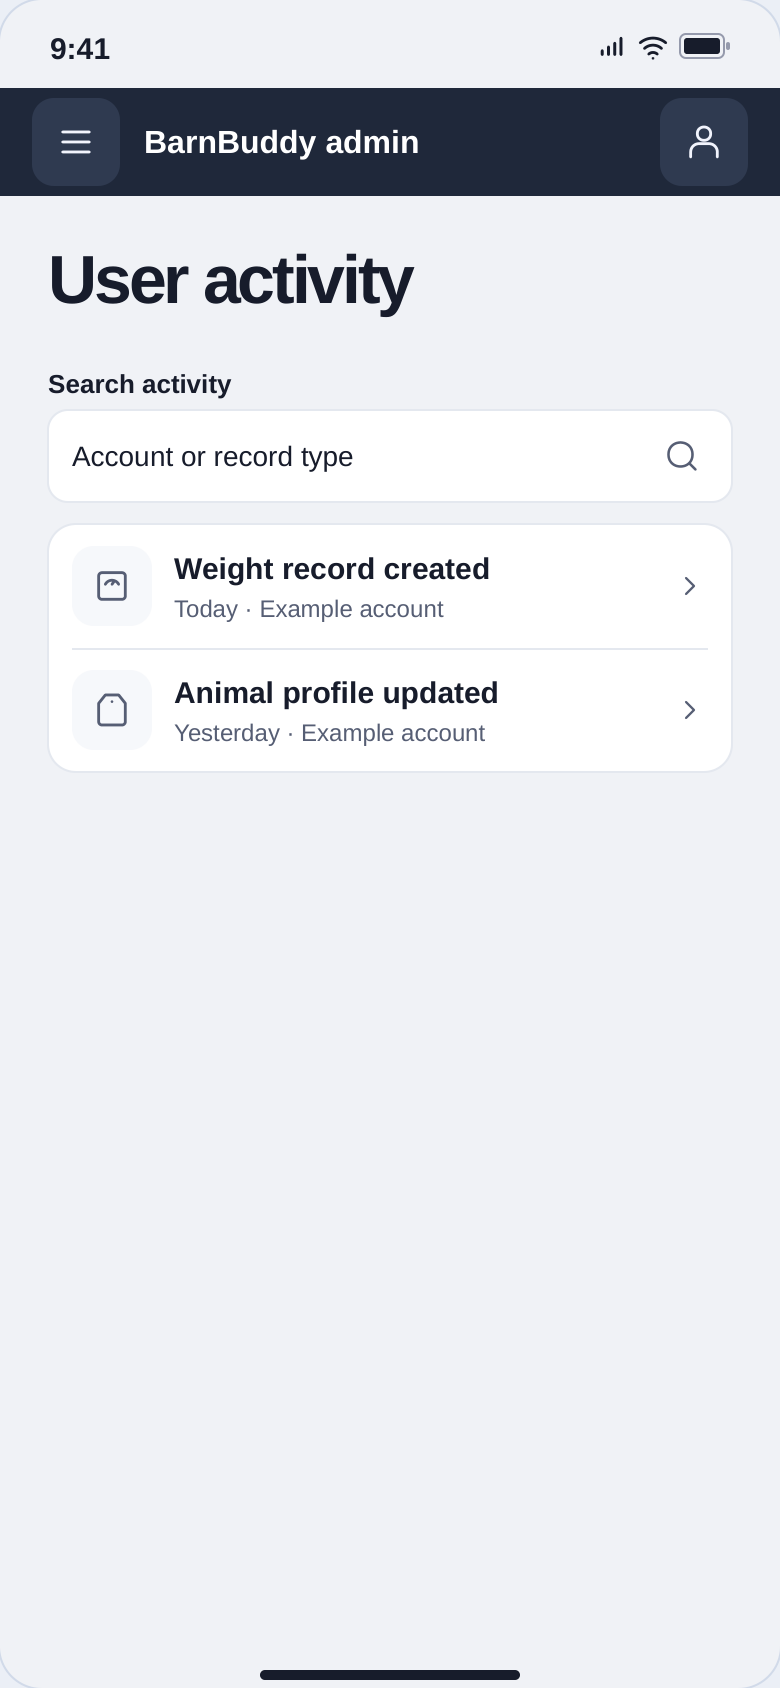 9:41
BarnBuddy admin
User activity
Search activity
Account or record type
Weight record created
Today · Example account
Animal profile updated
Yesterday · Example account